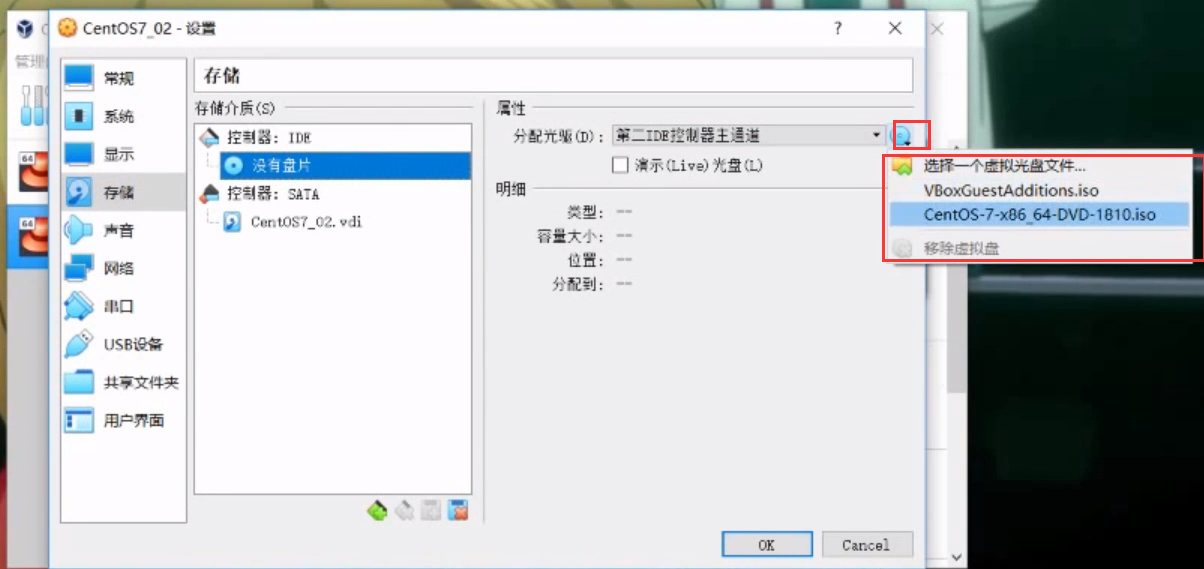 CentOS7_02 - 设置
?
管理
常规
系统
显示
存储
声音
网络
串口
USB设备
共享文件夹
用户界面
存储
存储介质(S)
控制器: IDE
没有盘片
控制器: SATA
CentOS7_02.vdi
属性
分配光驱(D): 第二IDE控制器主通道
演示(Live)光盘(L)
明细
类型: --
容量大小: --
位置: --
分配到: --
选择一个虚拟光盘文件...
VBoxGuestAdditions.iso
CentOS-7-x86_64-DVD-1810.iso
移除虚拟盘
64
64
OK
Cancel